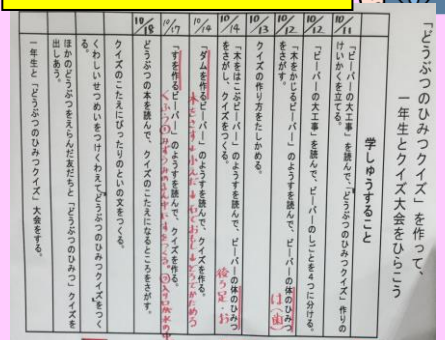 「どうぶつのひみつクイズ」を作って、
一年生とクイズ大会をひらこう
学しゅうすること
10/11
「ビーバーの大工事」を読んで、「どうぶつのひみつクイズ」作りの
けいかくを立てる。
10/12
「ビーバーの大工事」を読んで、ビーバーのしごとを4つに分ける。
10/12
「木をかじるビーバー」のようすを読んで、ビーバーの体のひみつ
をさがす。
は(歯)
10/13
クイズの作り方をたしかめる。
10/14
「木をはこぶビーバー」のようすを読んで、ビーバーの体のひみつ
をさがし、クイズをつくる。
後ろ足・お
10/14
「ダムを作るビーバー」のようすを読んで、クイズを作る。
10/17
「すを作るビーバー」のようすを読んで、クイズを作る。
10/18
どうぶつの本を読んで、クイズのこたえになるところをさがす。
クイズのこたえにぴったりのといの文をつくる。
くわしいせつめいをつけくわえて、どうぶつのひみつクイズをつく
る。
ほかのどうぶつをえらんだ友だちと「どうぶつのひみつ」クイズを
出しあう。
一年生と「どうぶつのひみつクイズ」大会をする。